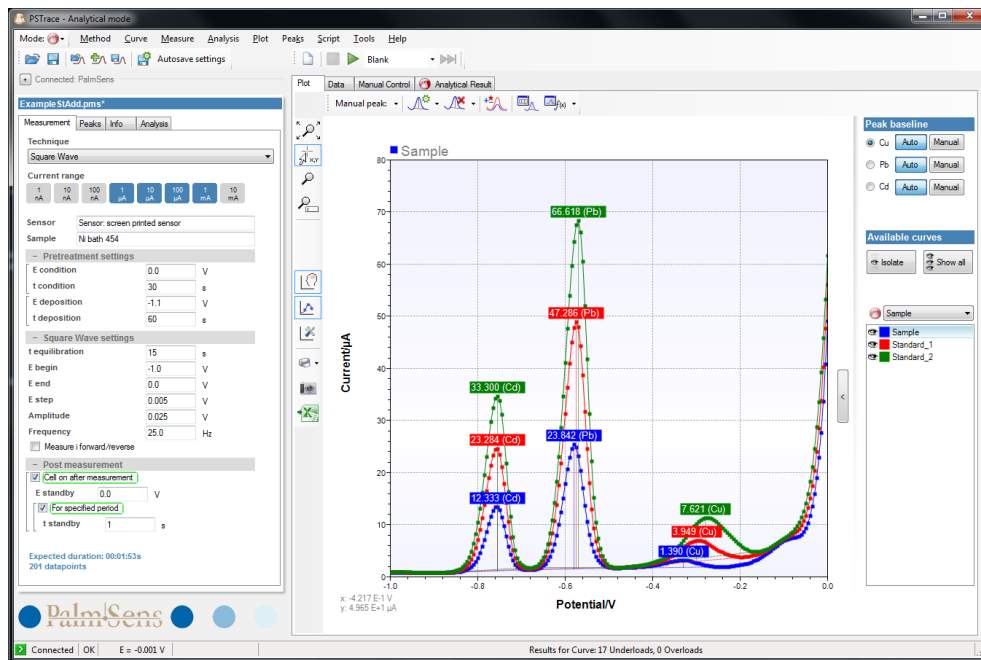 PSTrace - Analytical mode
Mode: Method Curve Measure Analysis Plot Peaks Script Tools Help
Autosave settings Blank
Connected: PalmSens
Plot Data Manual Control Analytical Result
ExampleStAdd.pms*
Measurement Peaks Info Analysis
Technique
Square Wave
Current range
1 nA 10 nA 100 nA 1 µA 10 µA 100 µA 1 mA 10 mA
Sensor Sensor: screen printed sensor
Sample Ni bath 454
− Pretreatment settings
E condition 0.0 V
t condition 30 s
E deposition -1.1 V
t deposition 60 s
− Square Wave settings
t equilibration 15 s
E begin -1.0 V
E end 0.0 V
E step 0.005 V
Amplitude 0.025 V
Frequency 25.0 Hz
Measure i forward/reverse
− Post measurement
Cell on after measurement
E standby 0.0 V
For specified period
t standby 1 s
Expected duration: 00:01:53s
201 datapoints
PalmSens
Manual peak:
Sample
Current/µA
80
70
60
50
40
30
20
10
0
66.618 (Pb)
47.286 (Pb)
33.300 (Cd)
23.284 (Cd)
23.842 (Pb)
12.333 (Cd)
7.621 (Cu)
3.949 (Cu)
1.390 (Cu)
-1.0 -0.8 -0.6 -0.4 -0.2 0.0
Potential/V
x: -4.217 E-1 V
y: 4.965 E+1 µA
Peak baseline
Cu Auto Manual
Pb Auto Manual
Cd Auto Manual
Available curves
Isolate Show all
Sample
Sample
Standard_1
Standard_2
<
Connected OK E = -0.001 V Results for Curve: 17 Underloads, 0 Overloads